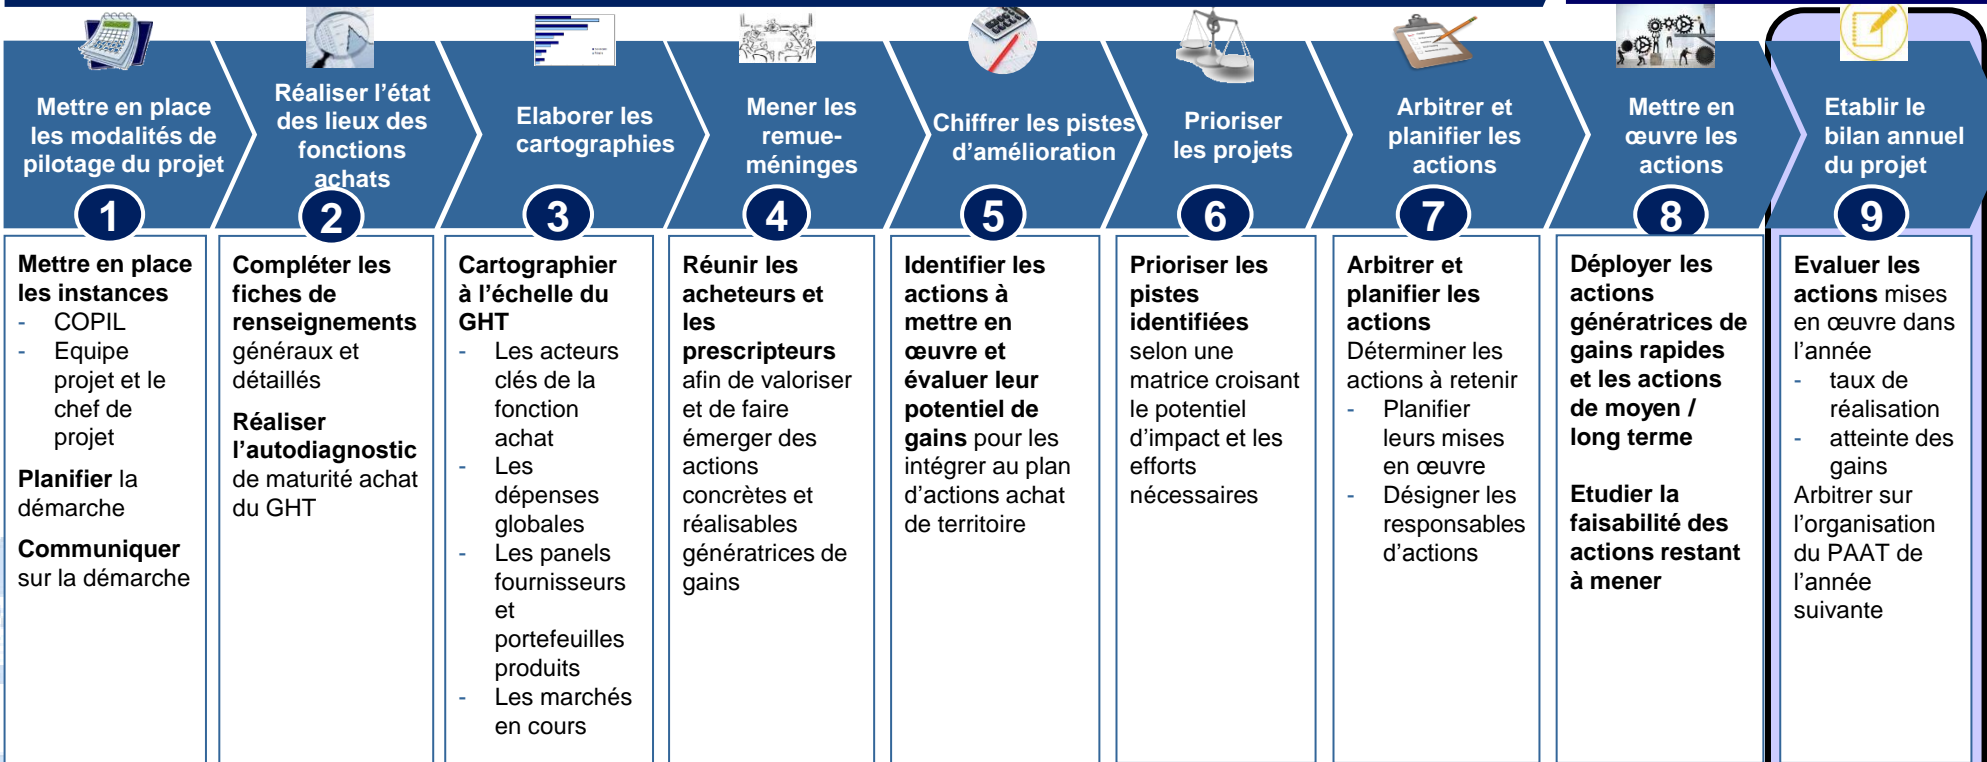 Mettre en place
les modalités de
pilotage du projet
1
Réaliser l’état
des lieux des
fonctions
achats
2
Elaborer les
cartographies
3
Mener les
remue-
méninges
4
Chiffrer les pistes
d’amélioration
5
Prioriser
les projets
6
Arbitrer et
planifier les
actions
7
Mettre en
œuvre les
actions
8
Etablir le
bilan annuel
du projet
9
Mettre en place
les instances
- COPIL
- Equipe
projet et le
chef de
projet
Planifier la
démarche
Communiquer
sur la démarche
Compléter les
fiches de
renseignements
généraux et
détaillés
Réaliser
l’autodiagnostic
de maturité achat
du GHT
Cartographier
à l’échelle du
GHT
- Les acteurs
clés de la
fonction
achat
- Les
dépenses
globales
- Les panels
fournisseurs
et
portefeuilles
produits
- Les marchés
en cours
Réunir les
acheteurs et
les
prescripteurs
afin de valoriser
et de faire
émerger des
actions
concrètes et
réalisables
génératrices de
gains
Identifier les
actions à
mettre en
œuvre et
évaluer leur
potentiel de
gains pour les
intégrer au plan
d’actions achat
de territoire
Prioriser les
pistes
identifiées
selon une
matrice croisant
le potentiel
d’impact et les
efforts
nécessaires
Arbitrer et
planifier les
actions
Déterminer les
actions à retenir
- Planifier
leurs mises
en œuvre
- Désigner les
responsables
d’actions
Déployer les
actions
génératrices de
gains rapides
et les actions
de moyen /
long terme
Etudier la
faisabilité des
actions restant
à mener
Evaluer les
actions mises
en œuvre dans
l’année
- taux de
réalisation
- atteinte des
gains
Arbitrer sur
l’organisation
du PAAT de
l’année
suivante